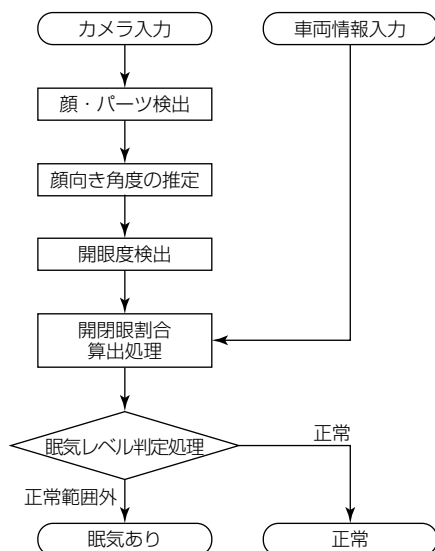 カメラ入力
車両情報入力
顔・パーツ検出
顔向き角度の推定
開眼度検出
開閉眼割合
算出処理
眠気レベル判定処理
正常
正常範囲外
眠気あり
正常